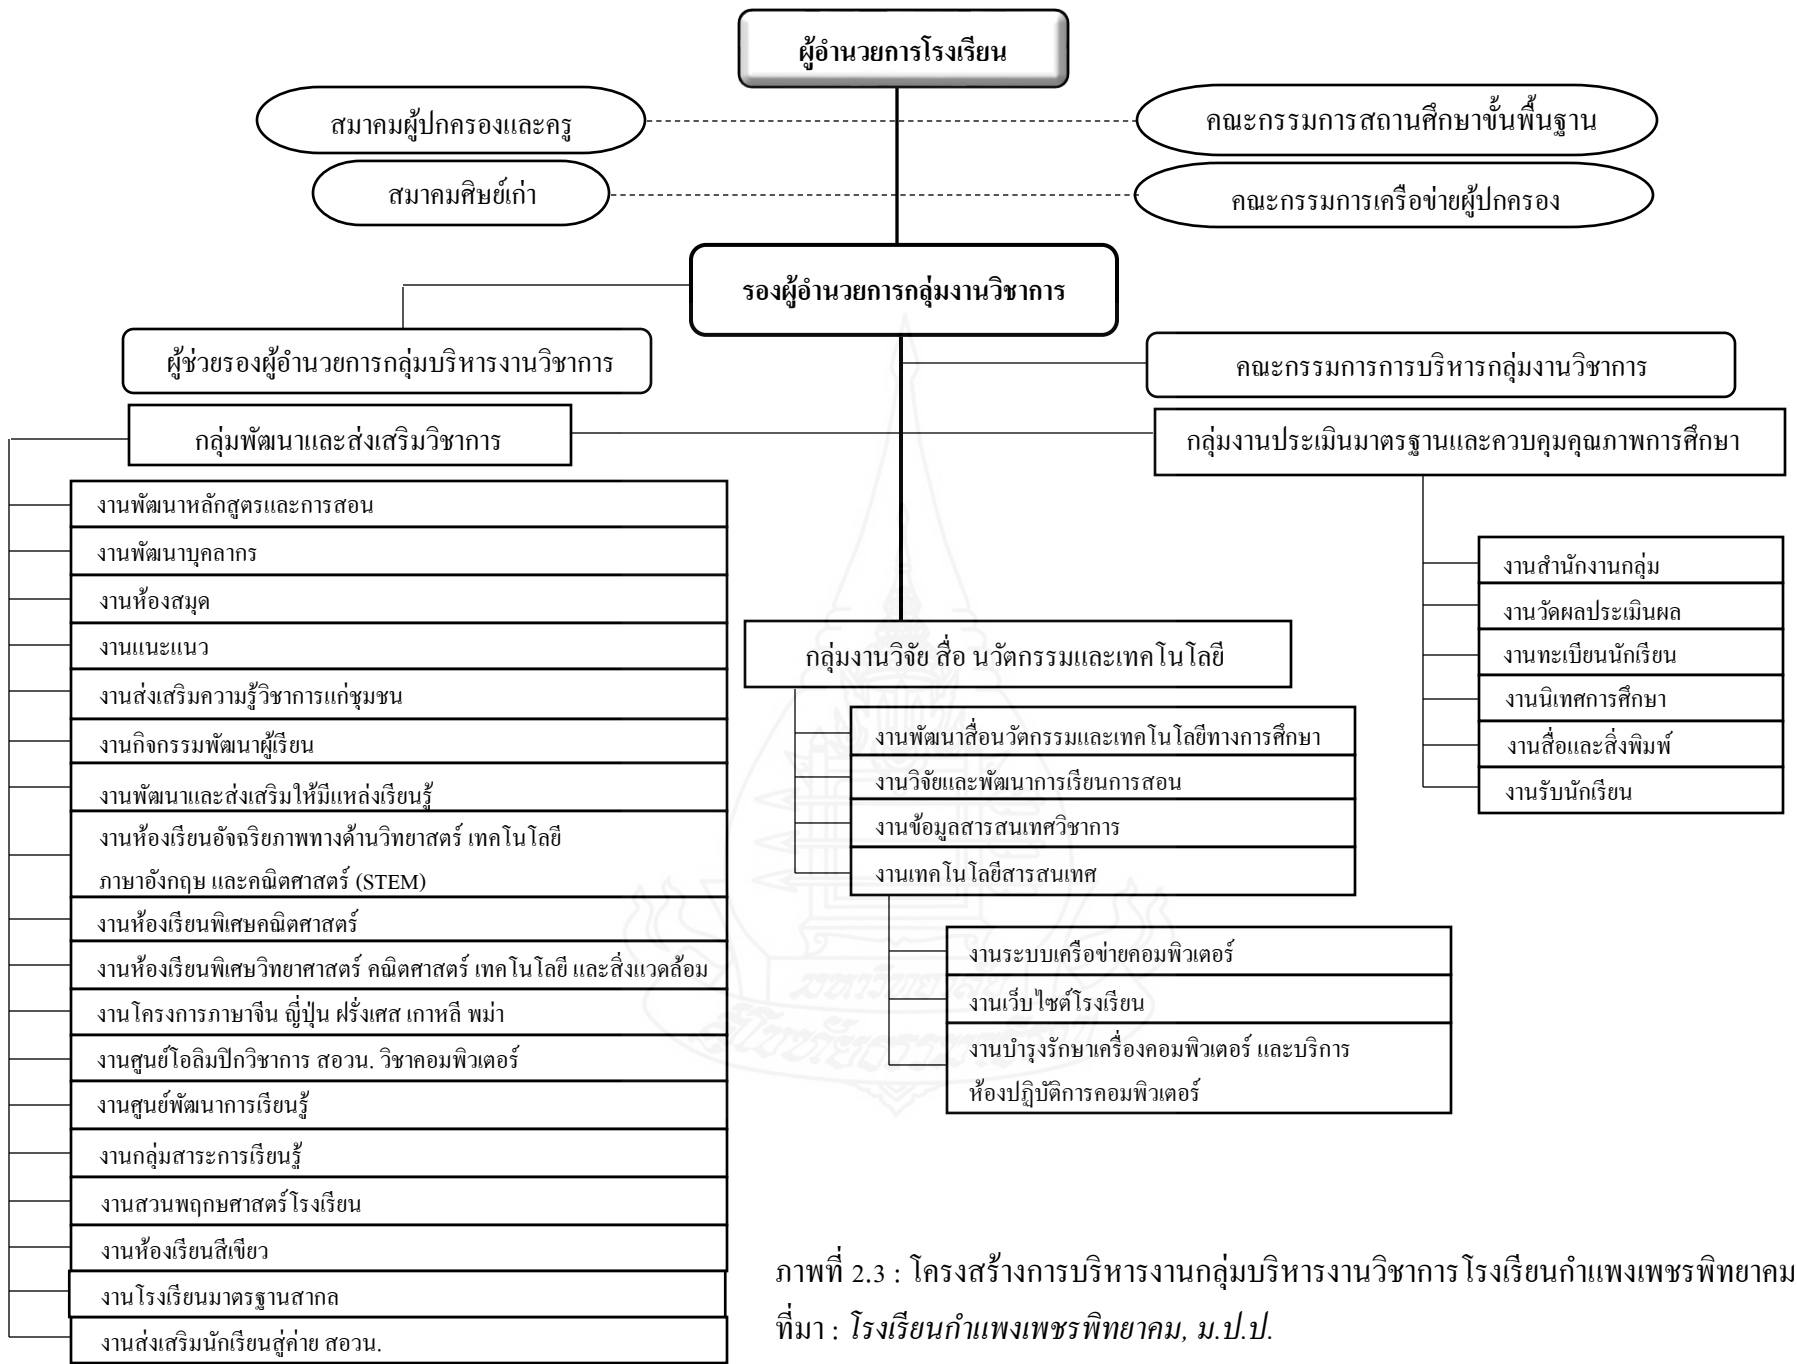 ผู้อำนวยการโรงเรียน
สมาคมผู้ปกครองและครู
คณะกรรมการสถานศึกษาขั้นพื้นฐาน
สมาคมศิษย์เก่า
คณะกรรมการเครือข่ายผู้ปกครอง
รองผู้อำนวยการกลุ่มงานวิชาการ
ผู้ช่วยรองผู้อำนวยการกลุ่มบริหารงานวิชาการ
คณะกรรมการการบริหารกลุ่มงานวิชาการ
กลุ่มพัฒนาและส่งเสริมวิชาการ
กลุ่มงานประเมินมาตรฐานและควบคุมคุณภาพการศึกษา
งานพัฒนาหลักสูตรและการสอน
งานพัฒนาบุคลากร
งานห้องสมุด
งานแนะแนว
งานส่งเสริมความรู้วิชาการแก่ชุมชน
งานกิจกรรมพัฒนาผู้เรียน
งานพัฒนาและส่งเสริมให้มีแหล่งเรียนรู้
งานห้องเรียนอัจฉริยภาพทางด้านวิทยาสตร์ เทคโนโลยี
ภาษาอังกฤษ และคณิตศาสตร์ (STEM)
งานห้องเรียนพิเศษคณิตศาสตร์
งานห้องเรียนพิเศษวิทยาศาสตร์ คณิตศาสตร์ เทคโนโลยี และสิ่งแวดล้อม
งานโครงการภาษาจีน ญี่ปุ่น ฝรั่งเศส เกาหลี พม่า
งานศูนย์โอลิมปิกวิชาการ สอวน. วิชาคอมพิวเตอร์
งานศูนย์พัฒนาการเรียนรู้
งานกลุ่มสาระการเรียนรู้
งานสวนพฤกษศาสตร์โรงเรียน
งานห้องเรียนสีเขียว
งานโรงเรียนมาตรฐานสากล
งานส่งเสริมนักเรียนสู่ค่าย สอวน.
กลุ่มงานวิจัย สื่อ นวัตกรรมและเทคโนโลยี
งานพัฒนาสื่อนวัตกรรมและเทคโนโลยีทางการศึกษา
งานวิจัยและพัฒนาการเรียนการสอน
งานข้อมูลสารสนเทศวิชาการ
งานเทคโนโลยีสารสนเทศ
งานระบบเครือข่ายคอมพิวเตอร์
งานเว็บไซต์โรงเรียน
งานบำรุงรักษาเครื่องคอมพิวเตอร์ และบริการ
ห้องปฏิบัติการคอมพิวเตอร์
งานสำนักงานกลุ่ม
งานวัดผลประเมินผล
งานทะเบียนนักเรียน
งานนิเทศการศึกษา
งานสื่อและสิ่งพิมพ์
งานรับนักเรียน
มหาวิทยาลัย
สุโขทัยธรรมาธิราช
ภาพที่ 2.3 : โครงสร้างการบริหารงานกลุ่มบริหารงานวิชาการโรงเรียนกำแพงเพชรพิทยาคม
ที่มา : โรงเรียนกำแพงเพชรพิทยาคม, ม.ป.ป.